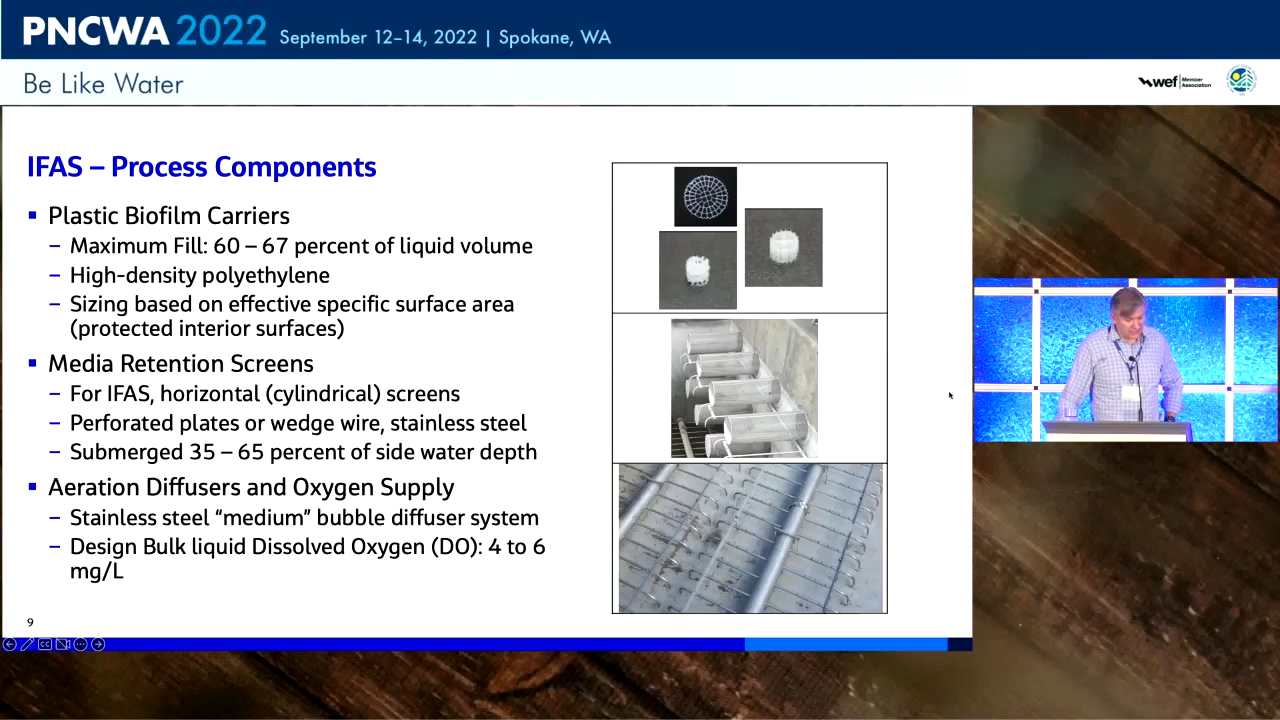 PNCWA 2022 September 12–14, 2022 | Spokane, WA
Be Like Water
wef Member Association
IFAS – Process Components
▪ Plastic Biofilm Carriers
– Maximum Fill: 60 – 67 percent of liquid volume
– High-density polyethylene
– Sizing based on effective specific surface area
(protected interior surfaces)
▪ Media Retention Screens
– For IFAS, horizontal (cylindrical) screens
– Perforated plates or wedge wire, stainless steel
– Submerged 35 – 65 percent of side water depth
▪ Aeration Diffusers and Oxygen Supply
– Stainless steel “medium” bubble diffuser system
– Design Bulk liquid Dissolved Oxygen (DO): 4 to 6
mg/L
9
CC